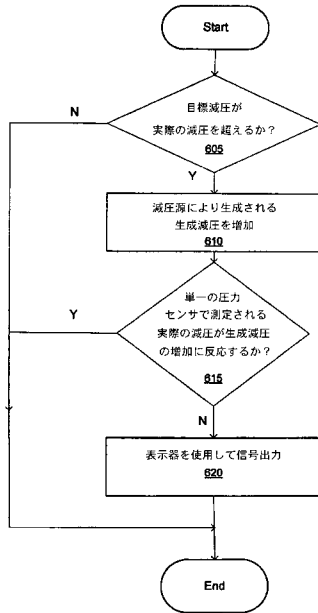 Start
目標減圧が
実際の減圧を超えるか?
605
N
Y
減圧源により生成される
生成減圧を増加
610
単一の圧力
センサで測定される
実際の減圧が生成減圧
の増加に反応するか?
615
Y
N
表示器を使用して信号出力
620
End